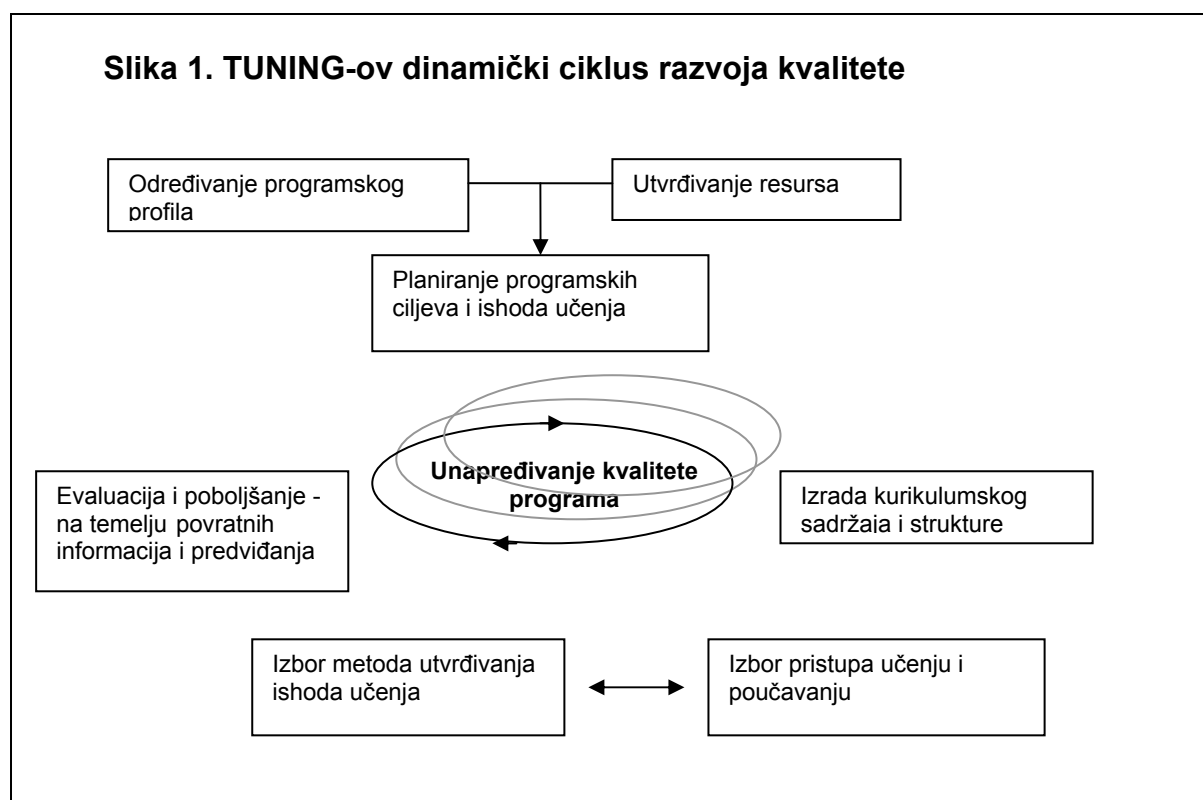 Slika 1. TUNING-ov dinamički ciklus razvoja kvalitete
Određivanje programskog
profila
Utvrđivanje resursa
Planiranje programskih
ciljeva i ishoda učenja
Unapređivanje kvalitete
programa
Evaluacija i poboljšanje -
na temelju povratnih
informacija i predviđanja
Izrada kurikulumskog
sadržaja i strukture
Izbor metoda utvrđivanja
ishoda učenja
Izbor pristupa učenju i
poučavanju